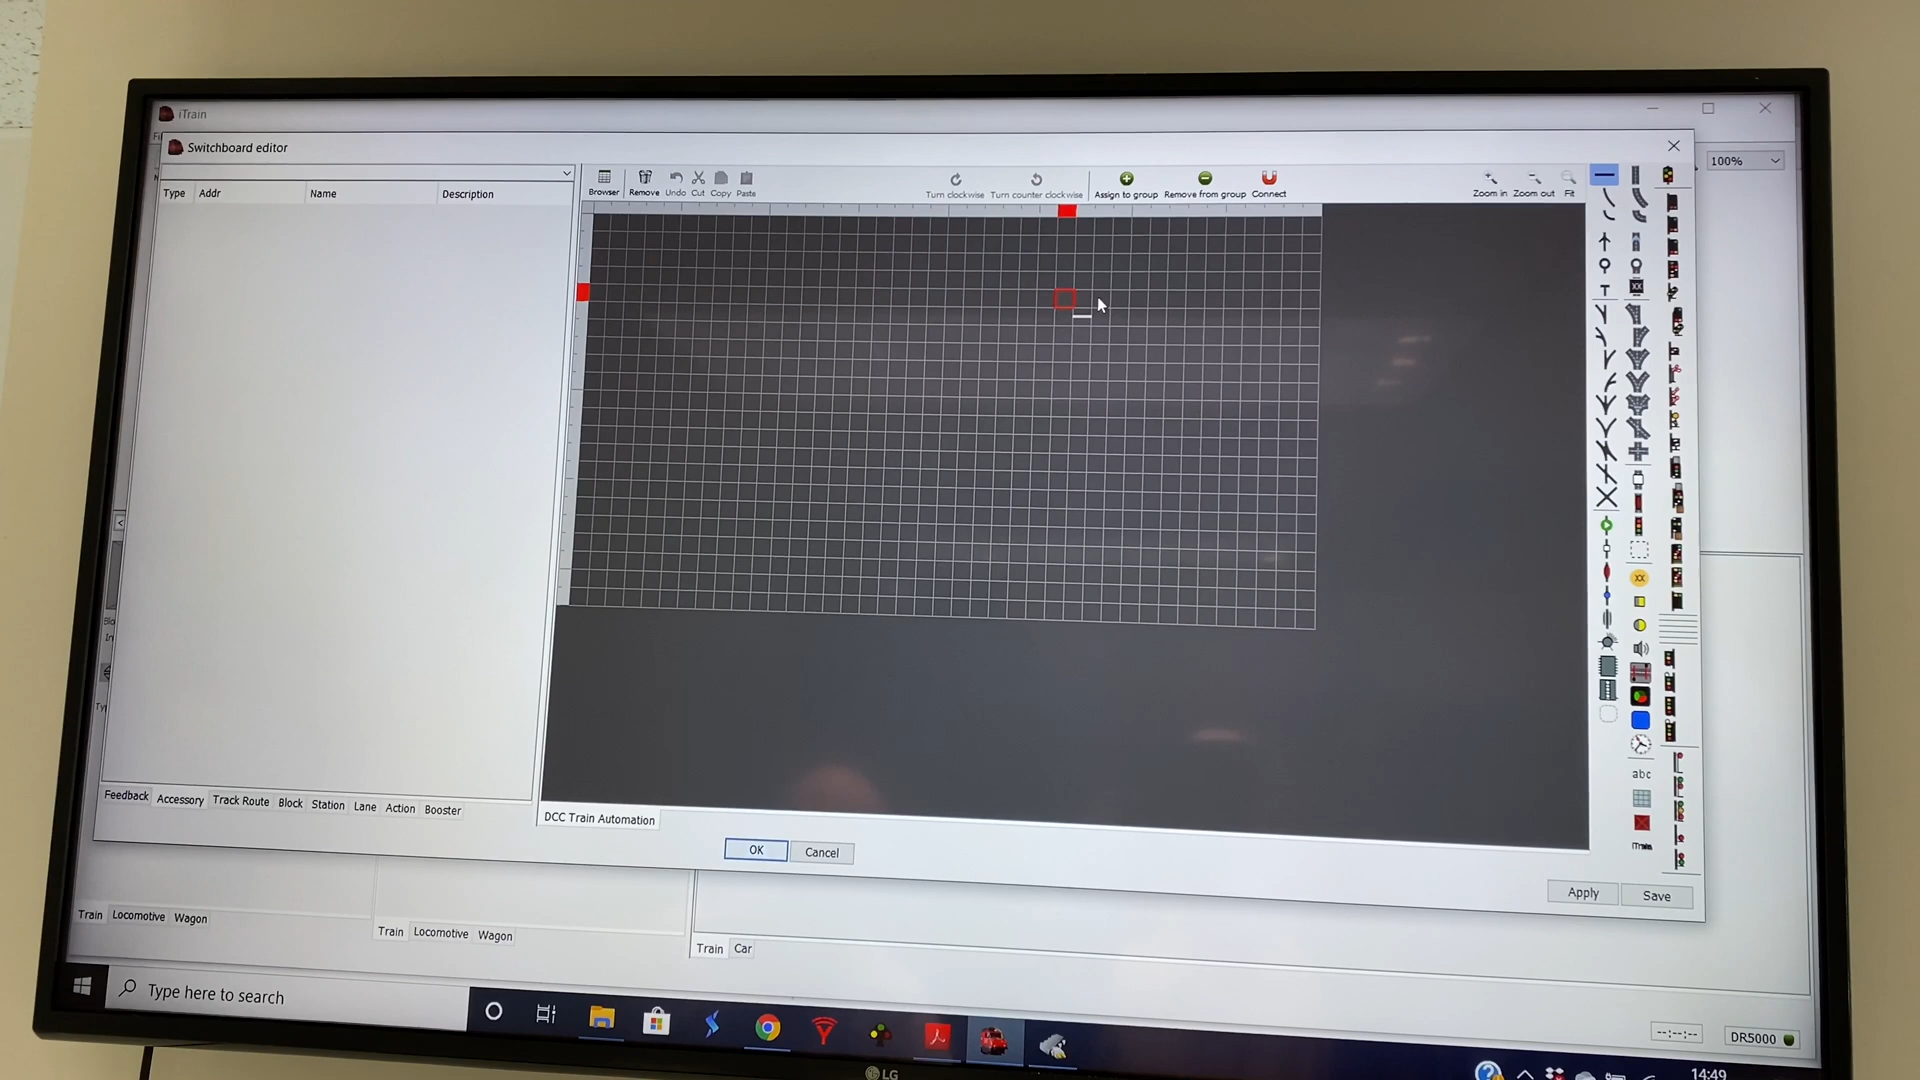 iTrain
Switchboard editor
100%
Type Addr Name Description
Browser Remove Undo Cut Copy Paste Turn clockwise Turn counter clockwise Assign to group Remove from group Connect Zoom in Zoom out Fit
XX
XX
abc
iTrain
Feedback Accessory Track Route Block Station Lane Action Booster
DCC Train Automation
OK Cancel
Apply Save
Train Locomotive Wagon
Train Locomotive Wagon
Train Car
Type here to search
--:--:-- DR5000
14:49
LG